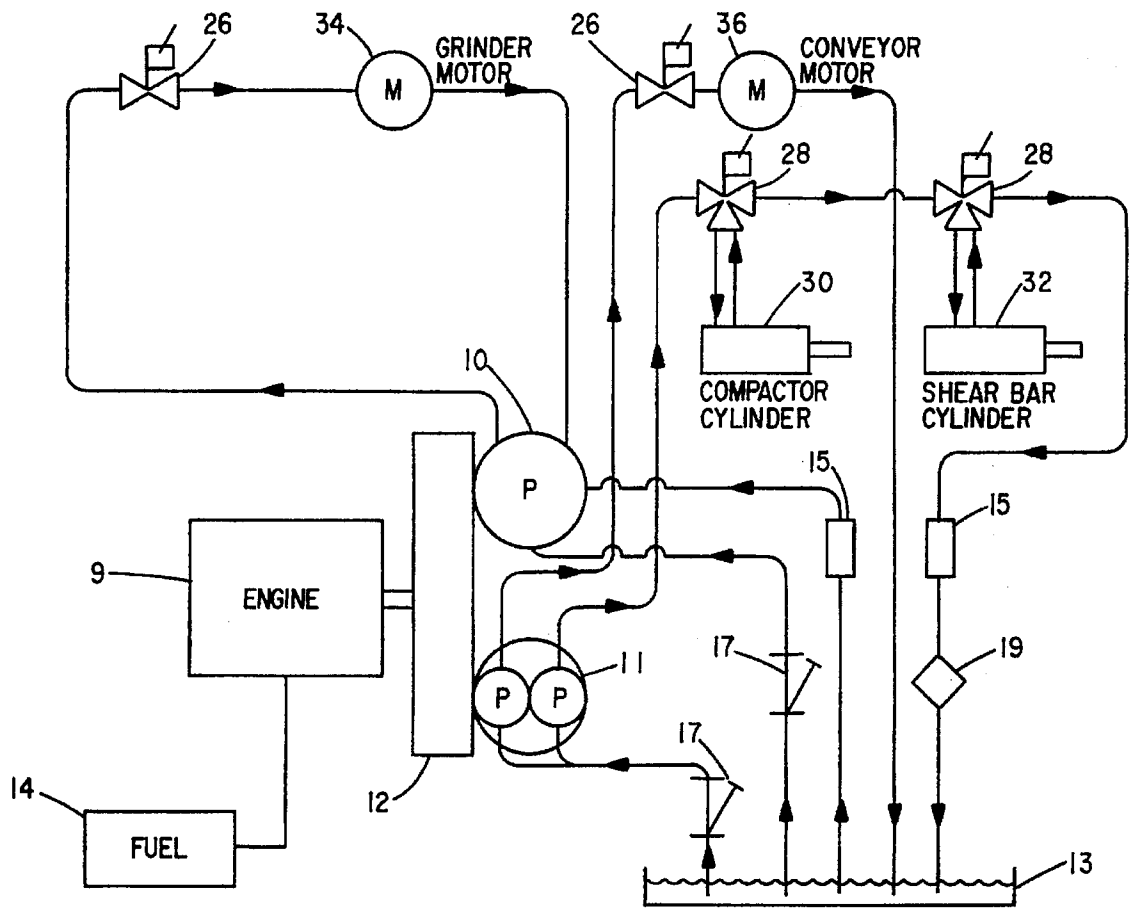 26
34
GRINDER
MOTOR
M
26
36
CONVEYOR
MOTOR
M
28
28
30
32
COMPACTOR
CYLINDER
SHEAR BAR
CYLINDER
10
P
15
15
9
ENGINE
11
P
P
17
19
17
12
14
FUEL
13